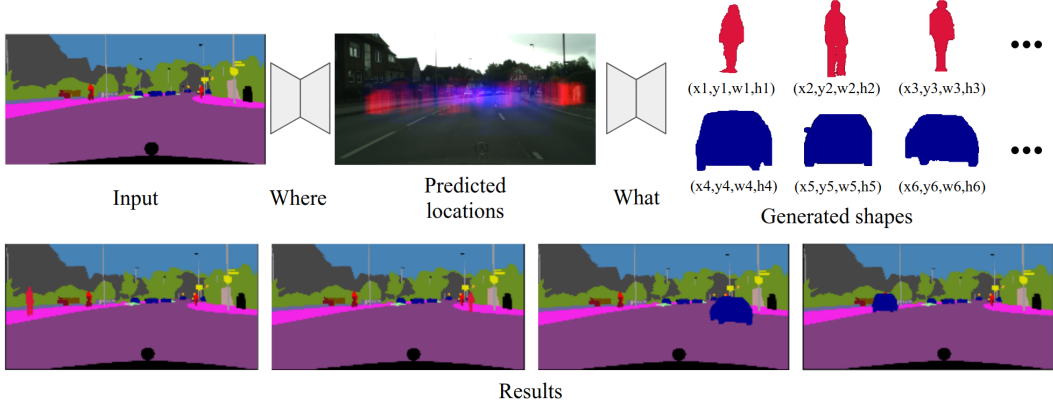 (x1,y1,w1,h1) (x2,y2,w2,h2) (x3,y3,w3,h3)
(x4,y4,w4,h4) (x5,y5,w5,h5) (x6,y6,w6,h6)
Input
Where
Predicted
locations
What
Generated shapes
Results